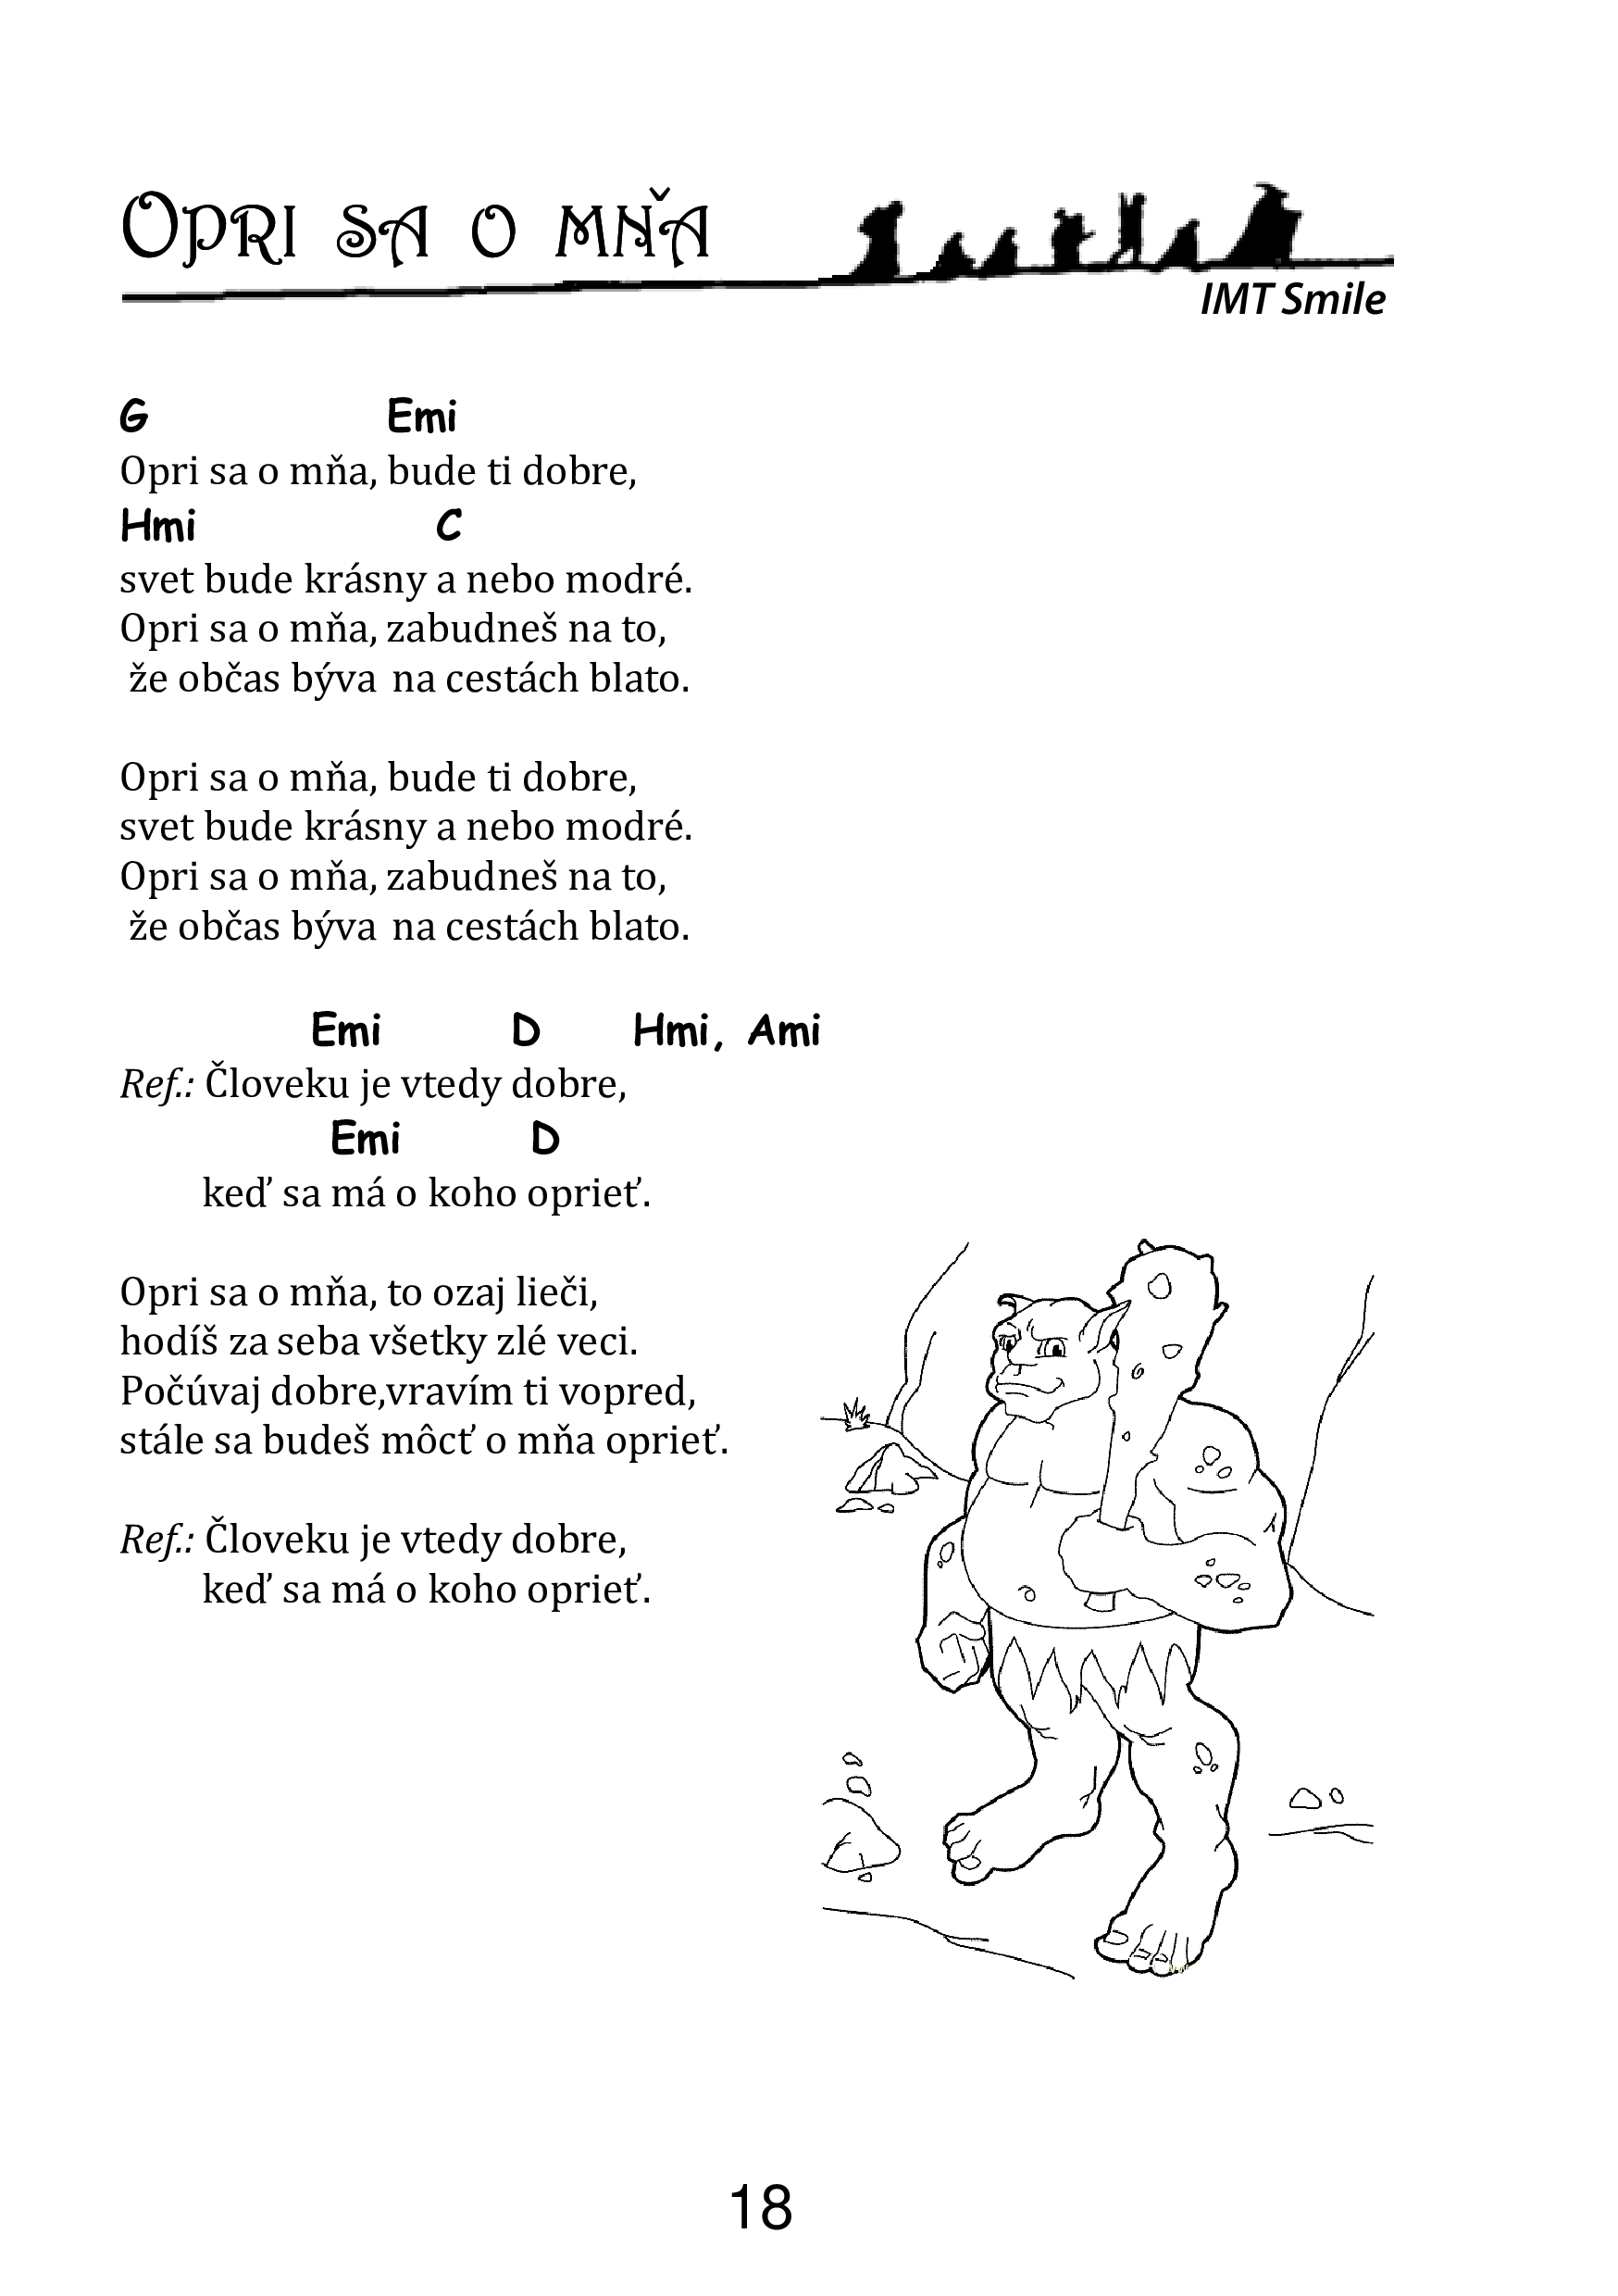 Opri sa o mňa
IMT Smile
G Emi
Opri sa o mňa, bude ti dobre,
Hmi C
svet bude krásny a nebo modré.
Opri sa o mňa, zabudneš na to,
že občas býva na cestách blato.
Opri sa o mňa, bude ti dobre,
svet bude krásny a nebo modré.
Opri sa o mňa, zabudneš na to,
že občas býva na cestách blato.
Emi D Hmi, Ami
Ref.: Človeku je vtedy dobre,
Emi D
keď sa má o koho oprieť.
Opri sa o mňa, to ozaj lieči,
hodíš za seba všetky zlé veci.
Počúvaj dobre,vravím ti vopred,
stále sa budeš môcť o mňa oprieť.
Ref.: Človeku je vtedy dobre,
keď sa má o koho oprieť.
18